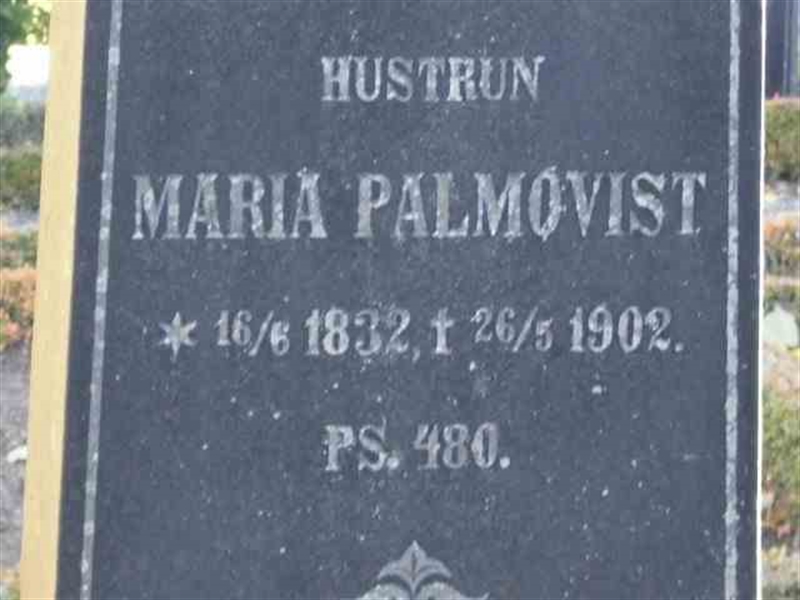 HUSTRUN
MARIA PALMQVIST
* 16/6 1832, † 26/5 1902.
PS. 480.